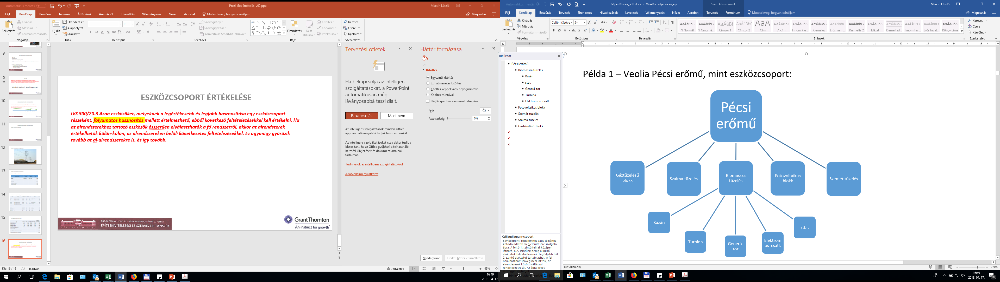 Automatikus mentés
Prezi_Gépértékelés_v02.pptx
Marcin László
Fájl Kezdőlap Beszúrás Tervezés Áttűnések Animációk Diavetítés Véleményezés Nézet Acrobat Mutasd meg, hogyan csináljam
Megosztás
Beillesztés
Kivágás
Másolás
Formátummásoló
Vágólap
Új dia
Elrendezés
Alaphelyzet
Szakasz
Diák
18
Betűtípus
Szövegirány
Szövegigazítás
Konvertálás SmartArt-ábrává
Bekezdés
Elrendezés
Kész stílusok
Kitöltés
Körvonal
Effektusok
Rajz
Keresés
Csere
Kijelölés
Szerkesztés
8
9
10
11
12
13
14
15
16
ESZKÖZCSOPORT ÉRTÉKELÉSE
IVS 300/20.3 Azon eszközöket, melyeknek a legértékesebb és legjobb hasznosítása egy eszközcsoport
részeként, folyamatos hasznosítás mellett értelmezhető, ebből következő feltételezésekkel kell értékelni. Ha
az alrendszerekhez tartozó eszközök ésszerűen elválaszthatók a fő rendszerről, akkor az alrendszerek
értékelhetők külön-külön, az alrendszereken belüli következetes feltételezésekkel. Ez ugyanígy gyűrűzik
tovább az al-alrendszerekre is, és így tovább.
BUDAPESTI MŰSZAKI ÉS GAZDASÁGTUDOMÁNYI EGYETEM
ÉPÍTÉSKIVITELEZÉSI ÉS SZERVEZÉSI TANSZÉK
MŰEGYETEM 1782
Grant Thornton
An instinct for growth™
Tervezési ötletek
Ha bekapcsolja az intelligens
szolgáltatásokat, a PowerPoint
automatikusan még
láványosabbá teszi diáit.
Bekapcsolás
Most nem
Az intelligens szolgáltatások minden Office-
appban hatékonyabbá tudják tenni a munkát.
Az intelligens szolgáltatásokat csak akkor tudjuk
biztosítani, ha az Office gyűjtheti a felhasználó
keresési kifejezéseit és dokumentumainak
tartalmát.
Tudnivalók az intelligens szolgáltatásokról
Adatvédelmi nyilatkozat
Háttér formázása
Kitöltés
Egyszínű kitöltés
Színátmenetes kitöltés
Kitöltés képpel vagy anyagmintával
Kitöltés mintával
Háttér grafikus elemeinek elrejtése
Szín
Áttetszőség
0%
Mindegyikre
Eredeti háttér visszaállítása
Dia 16 / 16
magyar
Jegyzetek
83%
16:49
2018. 04. 17.
Automatikus mentés
Gépértékelés_v10.docx - Mentés helye: ez a gép
SmartArt-eszközök
Marcin László
Fájl Kezdőlap Beszúrás Tervezés Elrendezés Hivatkozások Levelezés Véleményezés Nézet Acrobat Tervezés Formátum Mutasd meg, hogyan csináljam
Megosztás
Beillesztés
Kivágás
Másolás
Formátummásoló
Vágólap
Calibri (Szöve
5+
Betűtípus
Bekezdés
¶ Normál
¶ Nincs té...
Címsor 1
Címsor 2
Cím
Alcím
Finom kie...
Kiemelés
Erős kiem...
Kiemelés 2
Idézet
Kiemelt id...
Finom hiv...
Erős hivat...
Könyv címe
Stílusok
Keresés
Csere
Kijelölés
Szerkesztés
Ide írhat
Pécsi erőmű
Biomassza tüzelés
Kazán
stb..
Generá-tor
Turbina
Elektromos csatl.
Fotovoltaikus blokk
Szemét tüzelés
Szalma tüzelés
Gáztüzelésű blokk
Csillagdiagram-csoport
Egy központi fogalomhoz vagy témához
kötődő adatok megjelenítésére szolgáló
ábra. A felső 1. szintű felirat középen
látható, a 2. szintűek pedig a külső
alakzatok feliratai lesznek. Legfeljebb hét
2. szintű alakzatot tartalmazhat. A fel
nem használt szöveg nem látszik, de
elrendezések közötti váltással
rendelkezésre áll. Az ábra kevés
Példa 1 – Veolia Pécsi erőmű, mint eszközcsoport:
Pécsi
erőmű
Gáztüzelésű
blokk
Szalma tüzelés
Biomassza
tüzelés
Fotovoltaikus
blokk
Szemét tüzelés
Kazán
Turbina
Generá-
tor
Elektrom
os csatl.
stb..
esült Államok)
270%
16:49
2018. 04. 17.
20